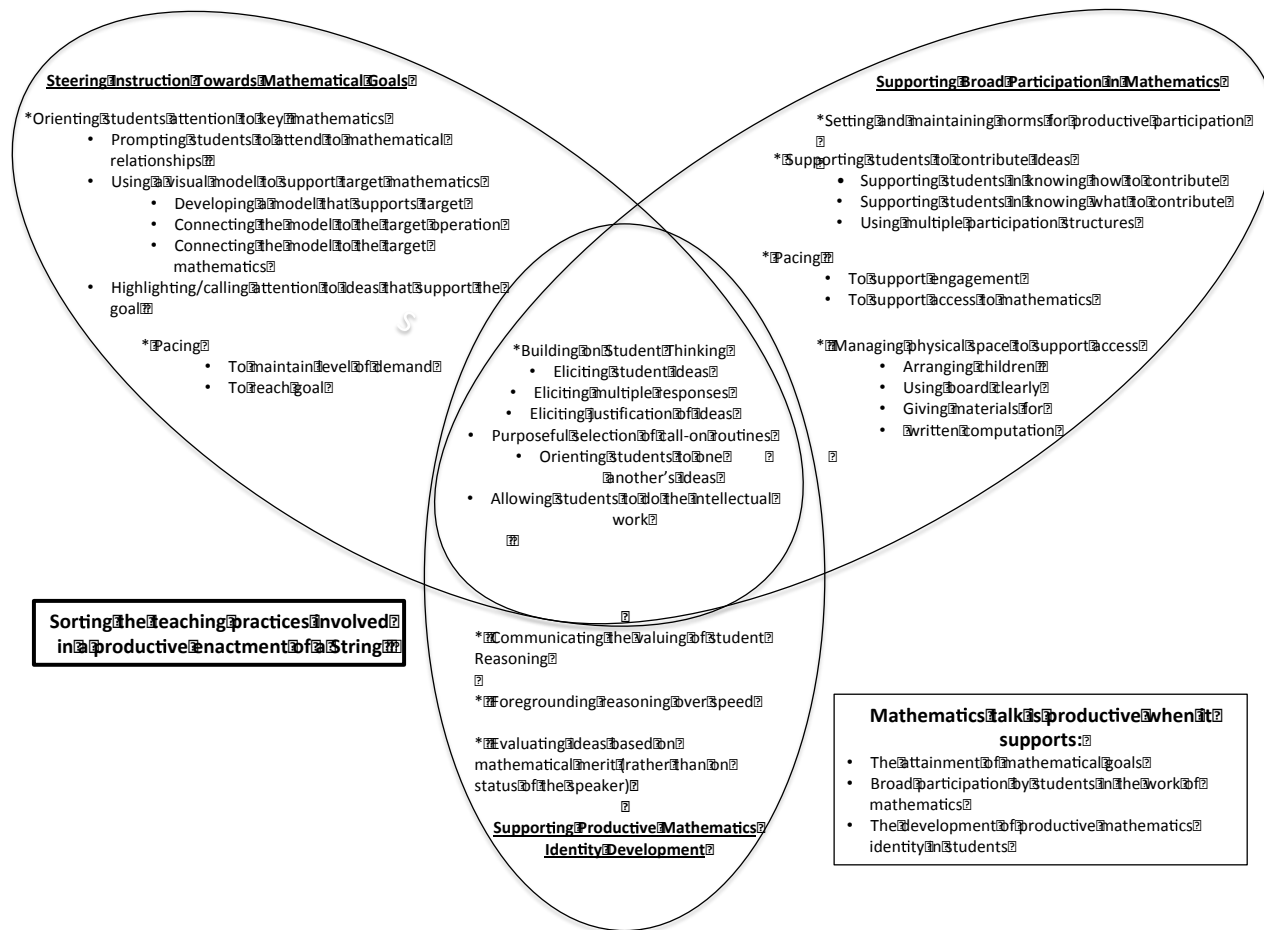 Steering Instruction Towards Mathematical Goals
*Orienting students attention to key mathematics
• Prompting students to attend to mathematical
relationships
• Using a visual model to support target mathematics
• Developing a model that supports target
• Connecting the model to the target operation
• Connecting the model to the target
mathematics
• Highlighting/calling attention to ideas that support the
goal
* Pacing
• To maintain level of demand
• To reach goal
S
Supporting Broad Participation in Mathematics
*Setting and maintaining norms for productive participation
* Supporting students to contribute Ideas
• Supporting students in knowing how to contribute
• Supporting students in knowing what to contribute
• Using multiple participation structures
* Pacing
• To support engagement
• To support access to mathematics
* Managing physical space to support access
• Arranging children
• Using board clearly
• Giving materials for
• written computation
*Building on Student Thinking
• Eliciting student ideas
• Eliciting multiple responses
• Eliciting justification of ideas
• Purposeful selection of call-on routines
• Orienting students to one
another's ideas
• Allowing students to do the intellectual
work
Sorting the teaching practices involved
in a productive enactment of a String
* Communicating the valuing of student
Reasoning
* Foregrounding reasoning over speed
* Evaluating ideas based on
mathematical merit (rather than on
status of the speaker)
Supporting Productive Mathematics
Identity Development
Mathematics talk is productive when it
supports:
• The attainment of mathematical goals
• Broad participation by students in the work of
mathematics
• The development of productive mathematics
identity in students